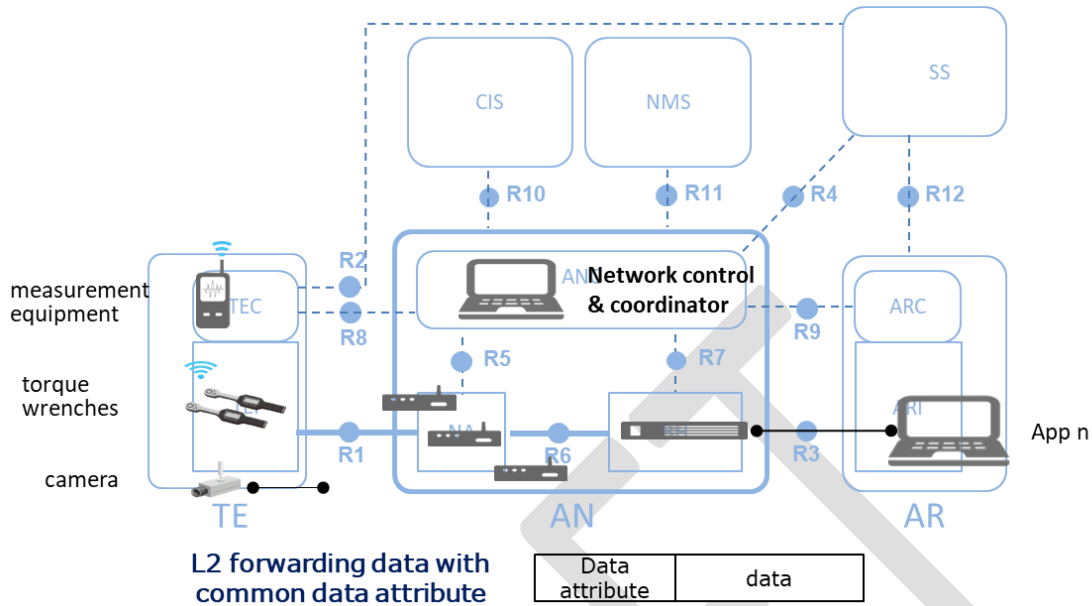 SS
CIS
NMS
R10
R11
R4
R12
R2
measurement
equipment
TEC
Network control
& coordinator
ARC
R8
R9
R5
R7
torque
wrenches
NA
ARI
App n
R1
R6
R3
camera
TE
AN
AR
L2 forwarding data with
common data attribute
Data
attribute
data